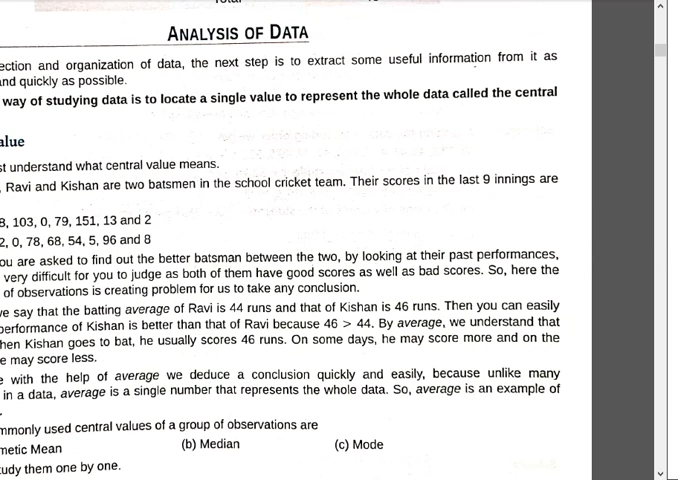 ANALYSIS OF DATA
ection and organization of data, the next step is to extract some useful information from it as
nd quickly as possible.
way of studying data is to locate a single value to represent the whole data called the central
alue
st understand what central value means.
, Ravi and Kishan are two batsmen in the school cricket team. Their scores in the last 9 innings are
8, 103, 0, 79, 151, 13 and 2
2, 0, 78, 68, 54, 5, 96 and 8
ou are asked to find out the better batsman between the two, by looking at their past performances,
very difficult for you to judge as both of them have good scores as well as bad scores. So, here the
of observations is creating problem for us to take any conclusion.
ve say that the batting average of Ravi is 44 runs and that of Kishan is 46 runs. Then you can easily
performance of Kishan is better than that of Ravi because 46 > 44. By average, we understand that
hen Kishan goes to bat, he usually scores 46 runs. On some days, he may score more and on the
e may score less.
e with the help of average we deduce a conclusion quickly and easily, because unlike many
in a data, average is a single number that represents the whole data. So, average is an example of
.
mmonly used central values of a group of observations are
metic Mean (b) Median (c) Mode
tudy them one by one.